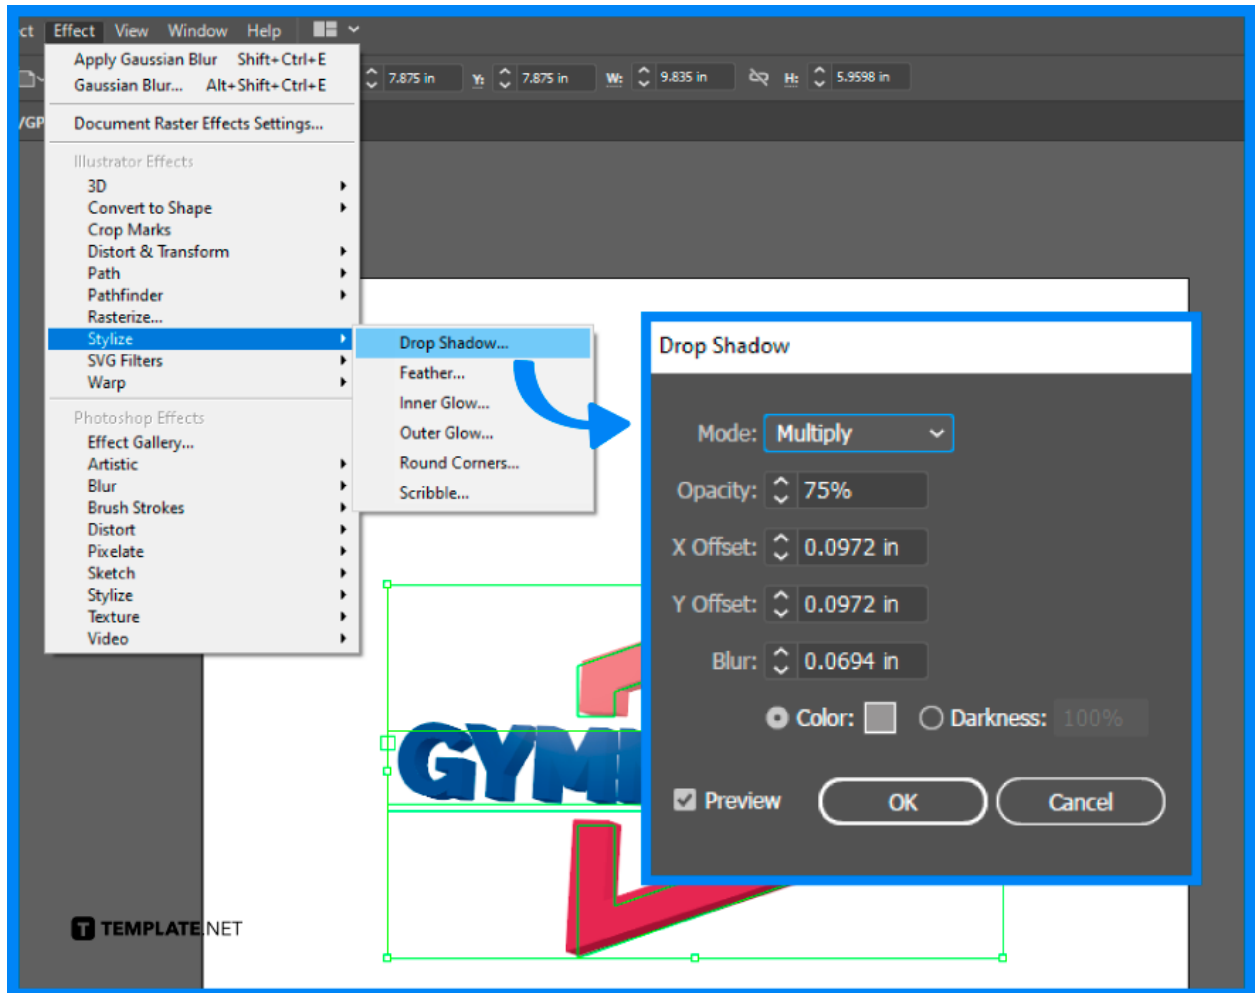 ct Effect View Window Help
7.875 in Y: 7.875 in W: 9.835 in H: 5.9598 in
/GP
Apply Gaussian Blur Shift+Ctrl+E
Gaussian Blur... Alt+Shift+Ctrl+E
Document Raster Effects Settings...
Illustrator Effects
3D
Convert to Shape
Crop Marks
Distort & Transform
Path
Pathfinder
Rasterize...
Stylize
SVG Filters
Warp
Photoshop Effects
Effect Gallery...
Artistic
Blur
Brush Strokes
Distort
Pixelate
Sketch
Stylize
Texture
Video
Drop Shadow...
Feather...
Inner Glow...
Outer Glow...
Round Corners...
Scribble...
Drop Shadow
Mode: Multiply
Opacity: 75%
X Offset: 0.0972 in
Y Offset: 0.0972 in
Blur: 0.0694 in
Color: Darkness: 100%
Preview OK Cancel
GYM
TEMPLATE.NET